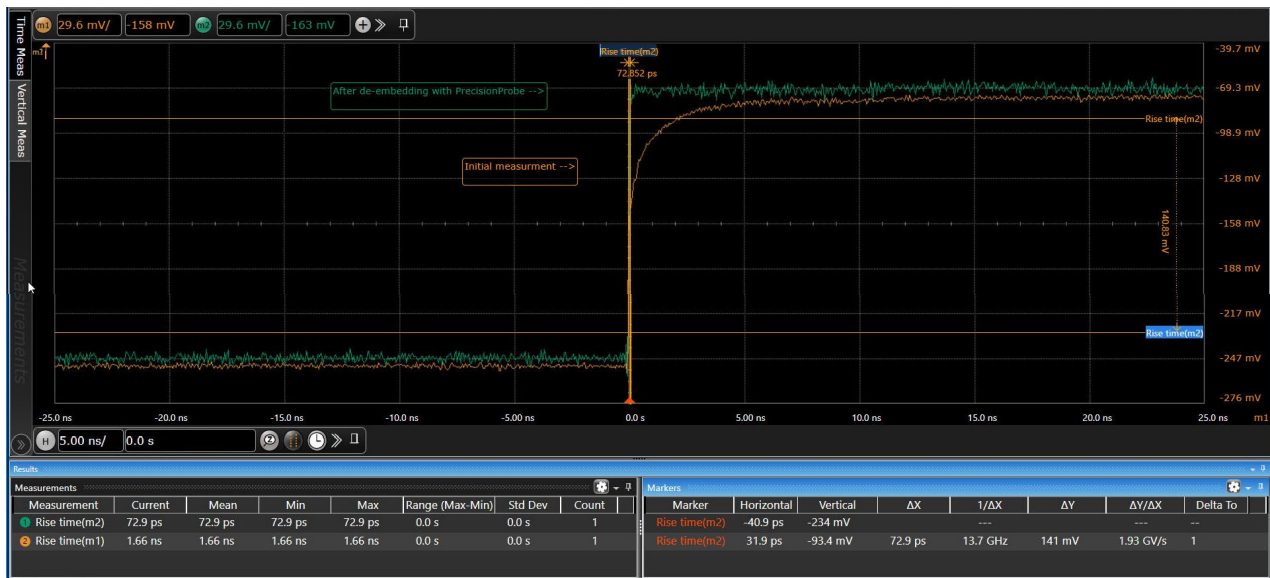 Time Meas
Vertical Meas
Measurements
m1 29.6 mV/ -158 mV m2 29.6 mV/ -163 mV
Rise time(m2)
72.852 ps
After de-embedding with PrecisionProbe -->
Initial measurment -->
-39.7 mV
-69.3 mV
Rise time(m2)
-98.9 mV
-128 mV
-158 mV
140.83 mV
-188 mV
-217 mV
Rise time(m2)
-247 mV
-276 mV
-25.0 ns -20.0 ns -15.0 ns -10.0 ns -5.00 ns 0.0 s 5.00 ns 10.0 ns 15.0 ns 20.0 ns 25.0 ns m1
H 5.00 ns/ 0.0 s
Results
Measurements
Measurement Current Mean Min Max Range (Max-Min) Std Dev Count
1 Rise time(m2) 72.9 ps 72.9 ps 72.9 ps 72.9 ps 0.0 s 0.0 s 1
2 Rise time(m1) 1.66 ns 1.66 ns 1.66 ns 1.66 ns 0.0 s 0.0 s 1
Markers
Marker Horizontal Vertical ΔX 1/ΔX ΔY ΔY/ΔX Delta To
Rise time(m2) -40.9 ps -234 mV --- --- --
Rise time(m2) 31.9 ps -93.4 mV 72.9 ps 13.7 GHz 141 mV 1.93 GV/s 1